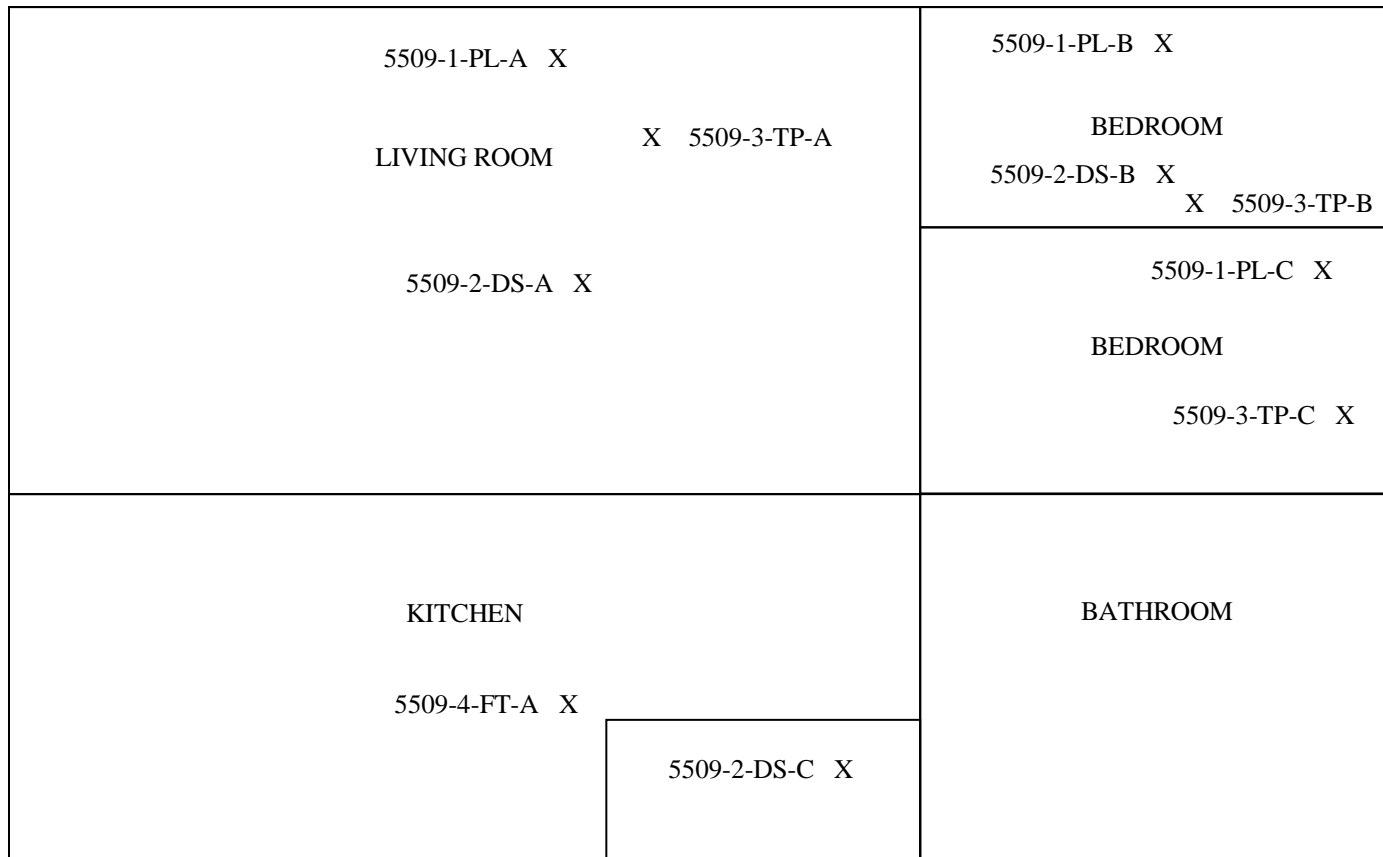 5509-1-PL-A X
X 5509-3-TP-A
LIVING ROOM
5509-2-DS-A X
5509-1-PL-B X
BEDROOM
5509-2-DS-B X
X 5509-3-TP-B
5509-1-PL-C X
BEDROOM
5509-3-TP-C X
KITCHEN
5509-4-FT-A X
5509-2-DS-C X
BATHROOM